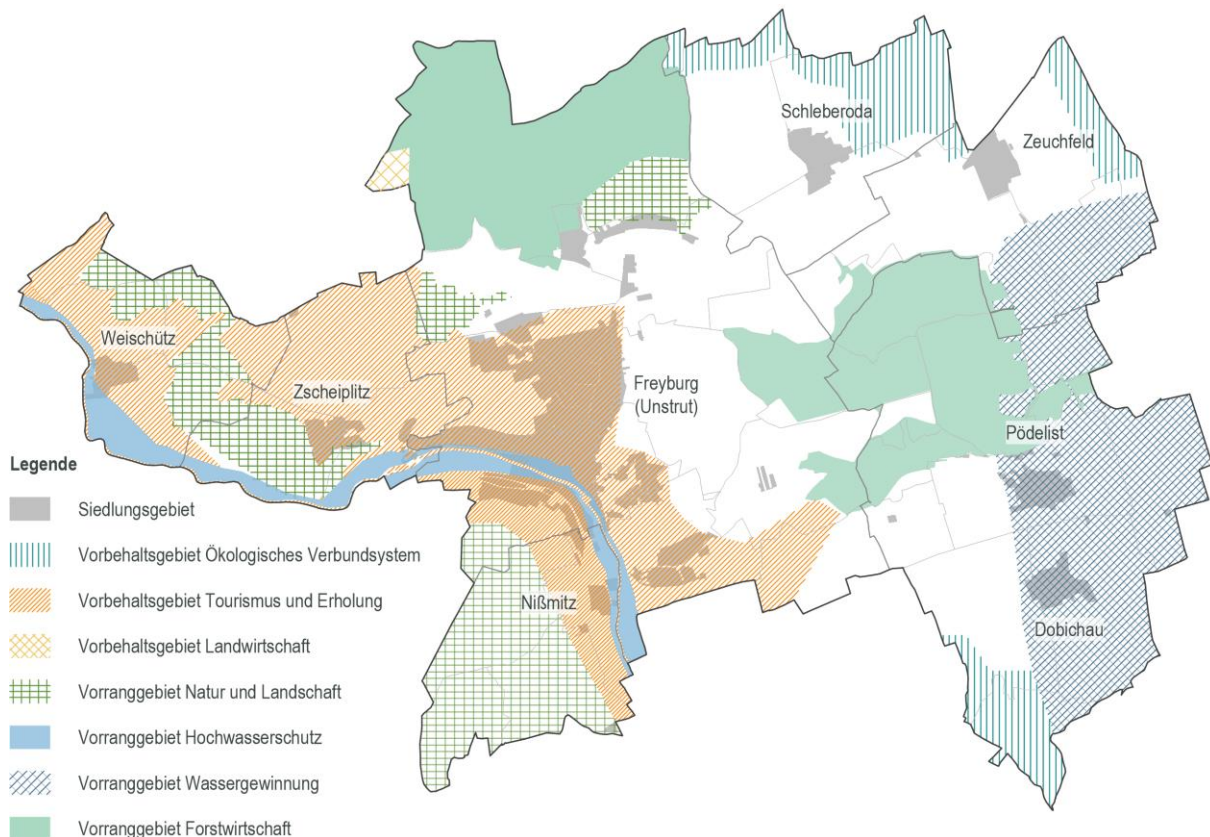 Schleberoda
Zeuchfeld
Weischütz
Zscheiplitz
Freyburg
(Unstrut)
Pödelist
Nißmitz
Dobichau
Legende
Siedlungsgebiet
Vorbehaltsgebiet Ökologisches Verbundsystem
Vorbehaltsgebiet Tourismus und Erholung
Vorbehaltsgebiet Landwirtschaft
Vorranggebiet Natur und Landschaft
Vorranggebiet Hochwasserschutz
Vorranggebiet Wassergewinnung
Vorranggebiet Forstwirtschaft